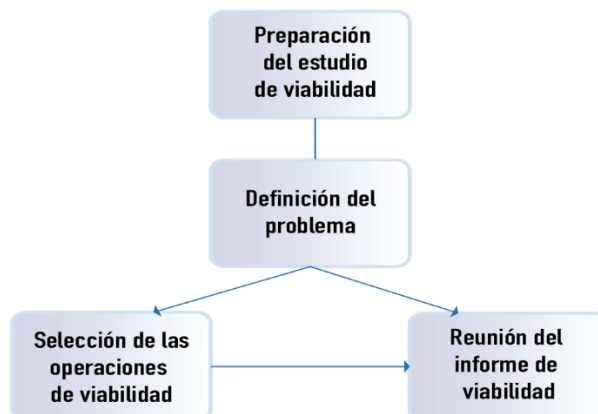 Preparación
del estudio
de viabilidad
Definición del
problema
Selección de las
operaciones
de viabilidad
Reunión del
informe de
viabilidad